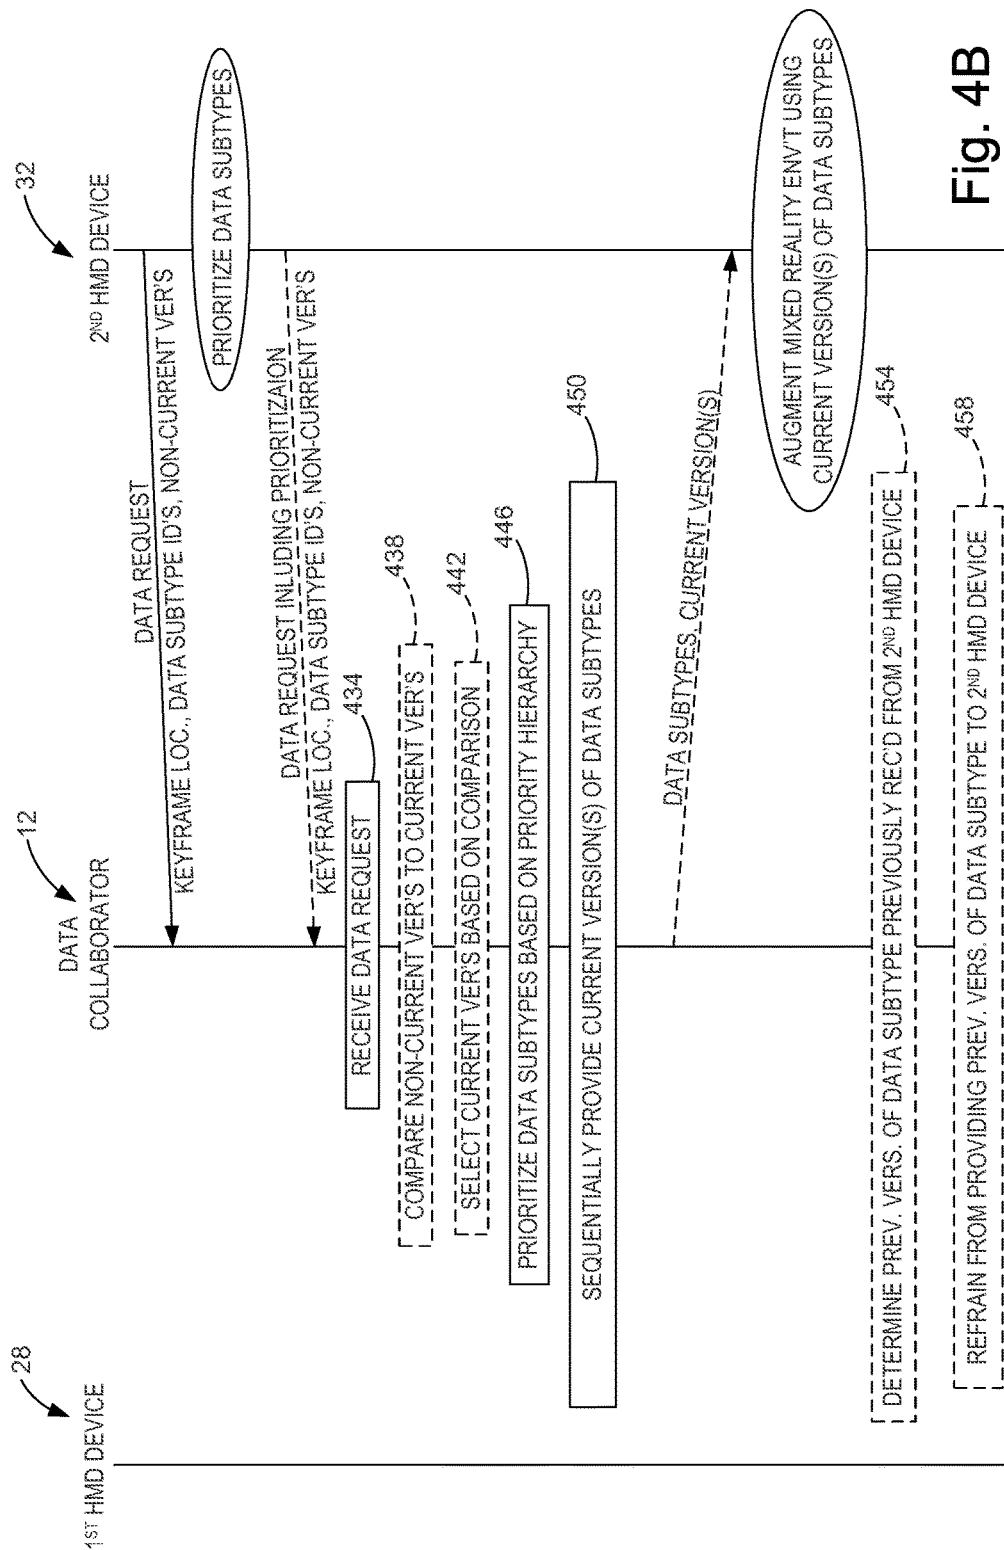 1ST HMD DEVICE
28
DATA
COLLABORATOR
12
2ND HMD DEVICE
32
DATA REQUEST
KEYFRAME LOC., DATA SUBTYPE ID'S, NON-CURRENT VER'S
PRIORITIZE DATA SUBTYPES
DATA REQUEST INLUDING PRIORITIZAION
KEYFRAME LOC., DATA SUBTYPE ID'S, NON-CURRENT VER'S
RECEIVE DATA REQUEST
434
COMPARE NON-CURRENT VER'S TO CURRENT VER'S
438
SELECT CURRENT VER'S BASED ON COMPARISON
442
PRIORITIZE DATA SUBTYPES BASED ON PRIORITY HIERARCHY
446
SEQUENTIALLY PROVIDE CURRENT VERSION(S) OF DATA SUBTYPES
450
DATA SUBTYPES, CURRENT VERSION(S)
AUGMENT MIXED REALITY ENV'T USING
CURRENT VERSION(S) OF DATA SUBTYPES
DETERMINE PREV. VERS. OF DATA SUBTYPE PREVIOUSLY REC'D FROM 2ND HMD DEVICE
454
REFRAIN FROM PROVIDING PREV. VERS. OF DATA SUBTYPE TO 2ND HMD DEVICE
458
Fig. 4B